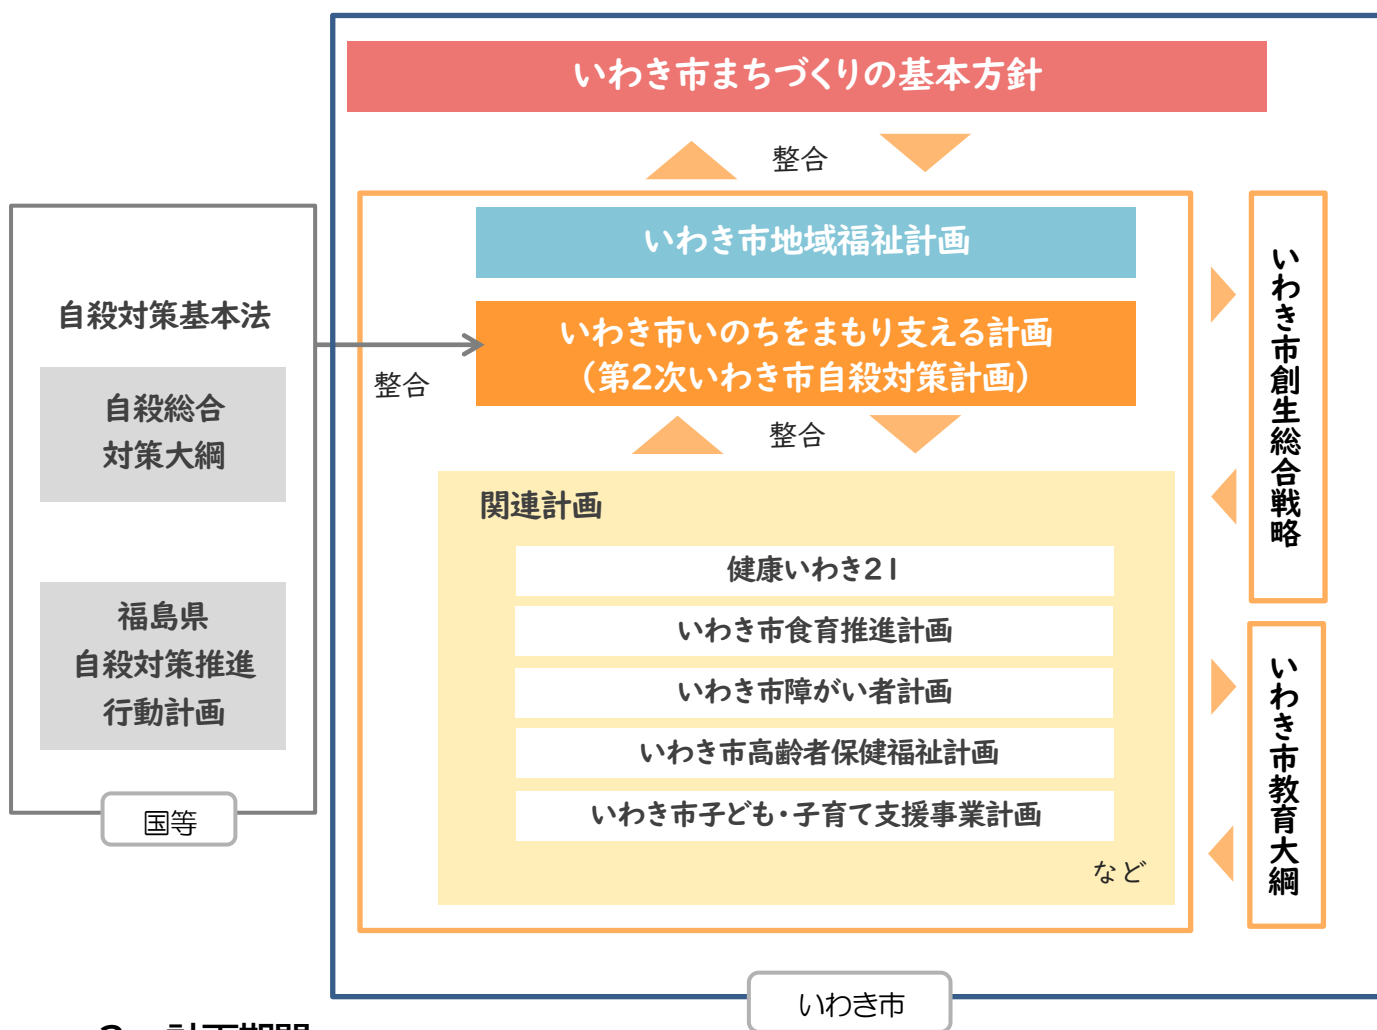 いわき市まちづくりの基本方針
整合
いわき市地域福祉計画
いわき市いのちをまもり支える計画
（第2次いわき市自殺対策計画）
整合
関連計画
健康いわき21
いわき市食育推進計画
いわき市障がい者計画
いわき市高齢者保健福祉計画
いわき市子ども・子育て支援事業計画
など
自殺対策基本法
自殺総合
対策大綱
福島県
自殺対策推進
行動計画
国等
整合
いわき市創生総合戦略
いわき市教育大綱
いわき市